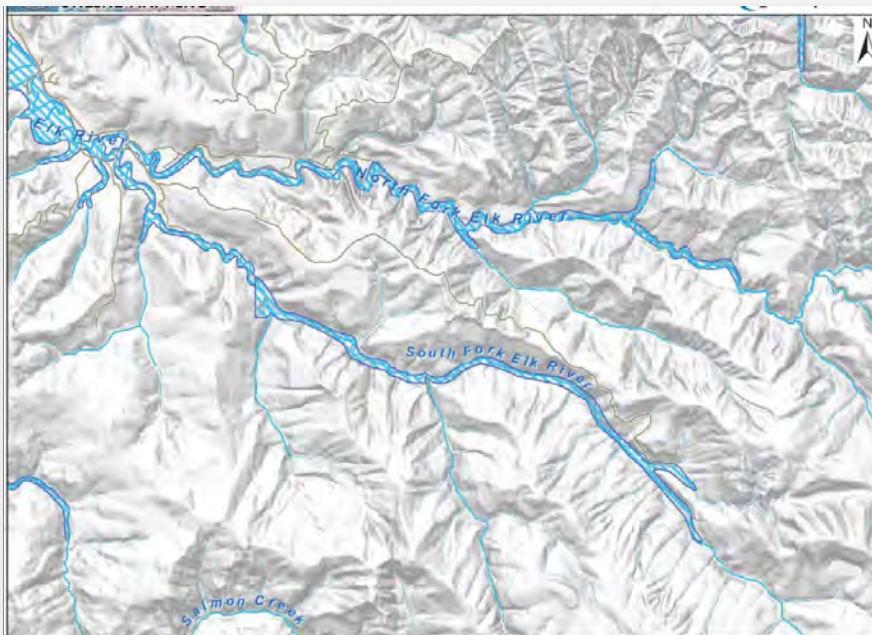 N
Elk River
North Fork Elk River
South Fork Elk River
Salmon Creek